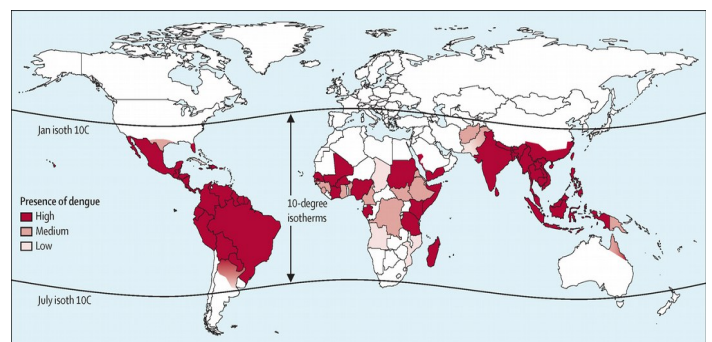 Jan isoth 10C
Presence of dengue
High
Medium
Low
10-degree
isotherms
July isoth 10C